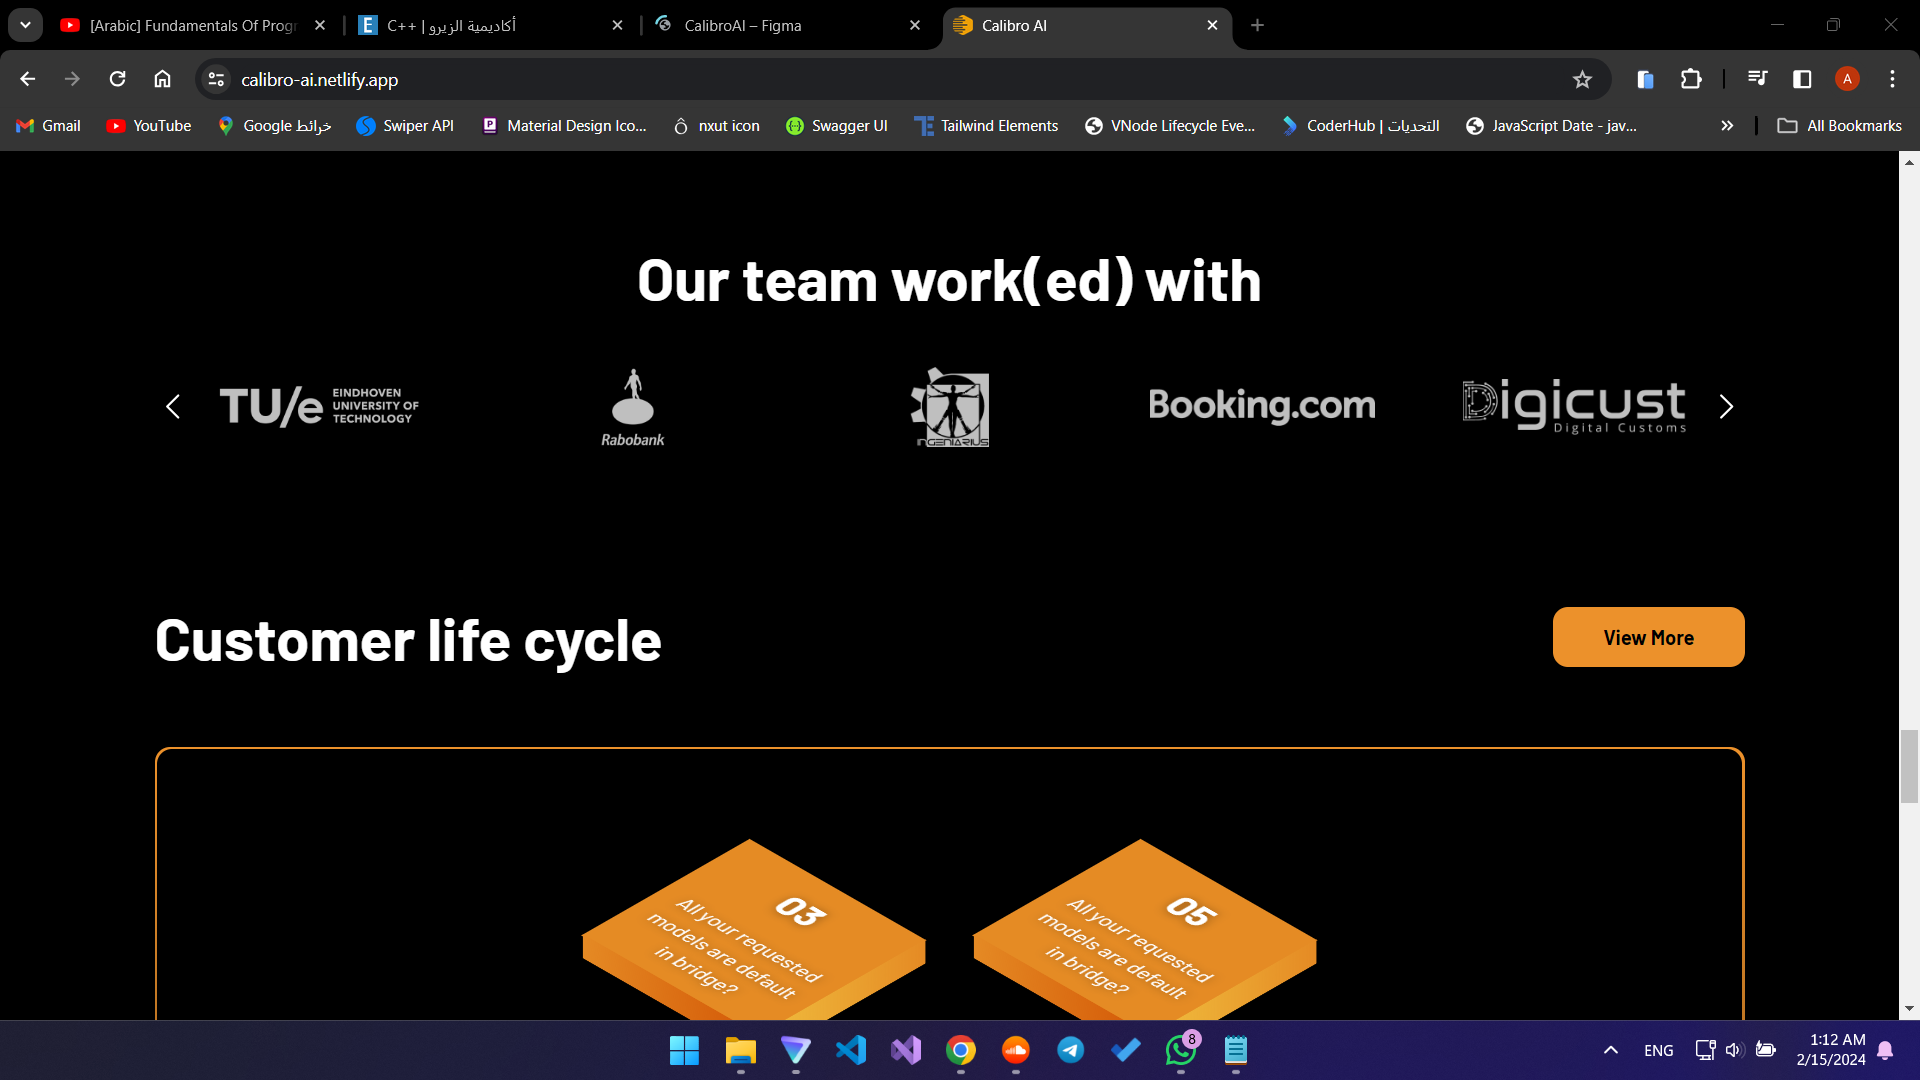 [Arabic] Fundamentals Of Progr
C++ | أكاديمية الزيرو
CalibroAI – Figma
Calibro AI
calibro-ai.netlify.app
A
Gmail
YouTube
Google خرائط
Swiper API
Material Design Ico...
nxut icon
Swagger UI
Tailwind Elements
VNode Lifecycle Eve...
CoderHub | التحديات
JavaScript Date - jav...
All Bookmarks
Our team work(ed) with
TU/e EINDHOVEN
UNIVERSITY OF
TECHNOLOGY
Rabobank
INGENIARIUS
Booking.com
Digicust
Digital Customs
Customer life cycle
View More
03
All your requested
models are default
in bridge?
05
All your requested
models are default
in bridge?
8
ENG
1:12 AM
2/15/2024